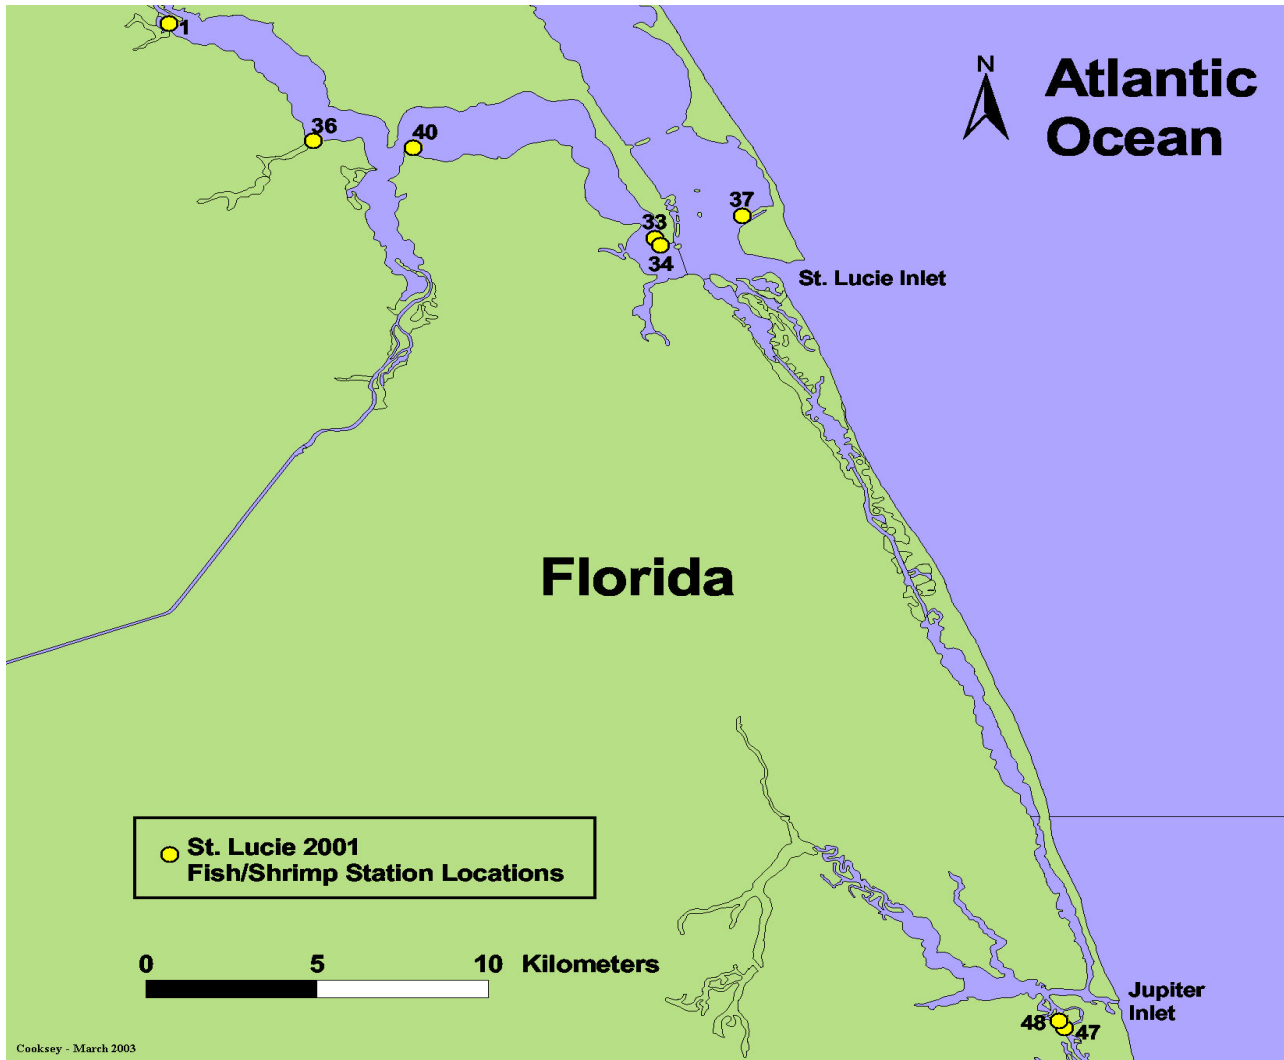 1
N
Atlantic
Ocean
36
40
37
33
34
St. Lucie Inlet
Florida
St. Lucie 2001
Fish/Shrimp Station Locations
0 5 10 Kilometers
Jupiter
Inlet
48
47
Cooksey - March 2003